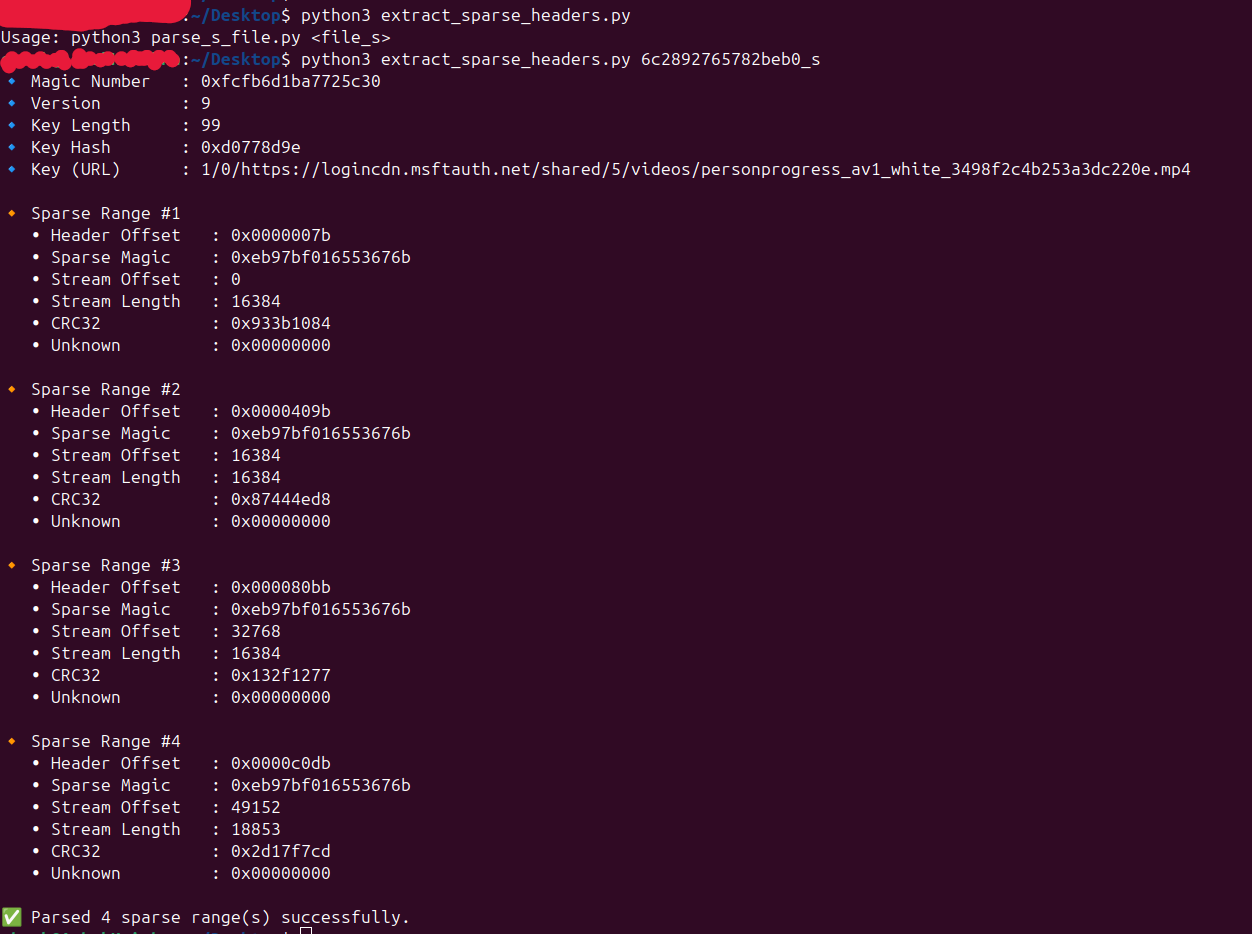 :~/Desktop$ python3 extract_sparse_headers.py
Usage: python3 parse_s_file.py <file_s>
:~/Desktop$ python3 extract_sparse_headers.py 6c2892765782beb0_s
🔹 Magic Number : 0xfcfb6d1ba7725c30
🔹 Version : 9
🔹 Key Length : 99
🔹 Key Hash : 0xd0778d9e
🔹 Key (URL) : 1/0/https://logincdn.msftauth.net/shared/5/videos/personprogress_av1_white_3498f2c4b253a3dc220e.mp4
🔸 Sparse Range #1
• Header Offset : 0x0000007b
• Sparse Magic : 0xeb97bf016553676b
• Stream Offset : 0
• Stream Length : 16384
• CRC32 : 0x933b1084
• Unknown : 0x00000000
🔸 Sparse Range #2
• Header Offset : 0x0000409b
• Sparse Magic : 0xeb97bf016553676b
• Stream Offset : 16384
• Stream Length : 16384
• CRC32 : 0x87444ed8
• Unknown : 0x00000000
🔸 Sparse Range #3
• Header Offset : 0x000080bb
• Sparse Magic : 0xeb97bf016553676b
• Stream Offset : 32768
• Stream Length : 16384
• CRC32 : 0x132f1277
• Unknown : 0x00000000
🔸 Sparse Range #4
• Header Offset : 0x0000c0db
• Sparse Magic : 0xeb97bf016553676b
• Stream Offset : 49152
• Stream Length : 18853
• CRC32 : 0x2d17f7cd
• Unknown : 0x00000000
✅ Parsed 4 sparse range(s) successfully.